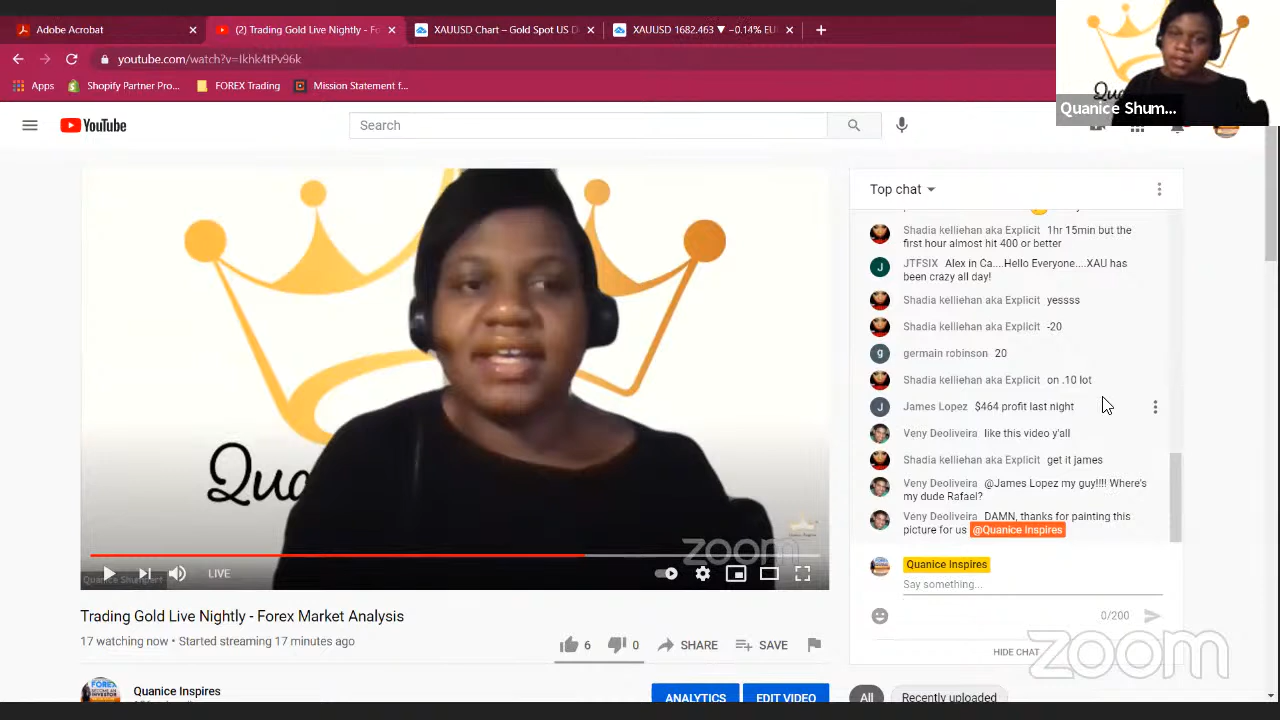 Adobe Acrobat
(2) Trading Gold Live Nightly - Fo
XAUUSD Chart – Gold Spot US D
XAUUSD 1682.463 ▼ −0.14% EU
youtube.com/watch?v=Ikhk4tPv96k
Apps
Shopify Partner Pro...
FOREX Trading
Mission Statement f...
Qua
Quanice Shum...
YouTube
Search
Top chat
Shadia kelliehan aka Explicit 1hr 15min but the
first hour almost hit 400 or better
J JTFSIX Alex in Ca....Hello Everyone....XAU has
been crazy all day!
Shadia kelliehan aka Explicit yessss
Shadia kelliehan aka Explicit -20
g germain robinson 20
Shadia kelliehan aka Explicit on .10 lot
J James Lopez $464 profit last night
Veny Deoliveira like this video y'all
Shadia kelliehan aka Explicit get it james
Veny Deoliveira @James Lopez my guy!!!! Where's
my dude Rafael?
Veny Deoliveira DAMN, thanks for painting this
picture for us @Quanice Inspires
Quanice Inspires
Say something...
0/200
HIDE CHAT
Qua
zoom
Quanice Shumpert
LIVE
Trading Gold Live Nightly - Forex Market Analysis
17 watching now • Started streaming 17 minutes ago
6
0
SHARE
SAVE
zoom
FOREX
Quanice Inspires
ANALYTICS
EDIT VIDEO
All
Recently uploaded